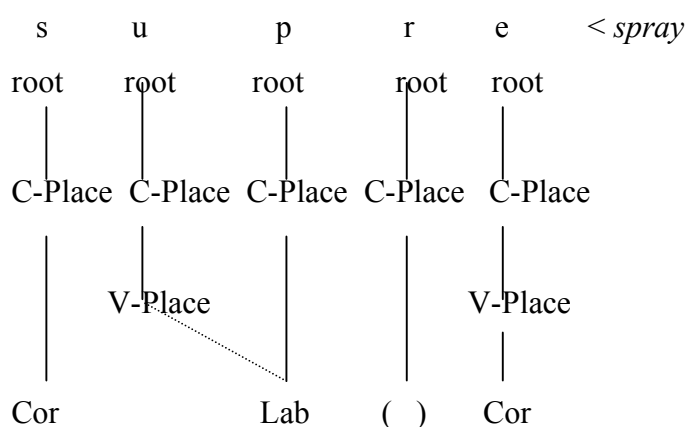 s u p r e < spray
root root root root root
C-Place C-Place C-Place C-Place C-Place
V-Place V-Place
Cor Lab ( ) Cor